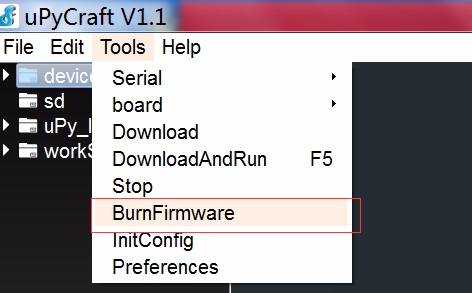 uPyCraft V1.1
File Edit Tools Help
device
sd
uPy_l
workS
Serial
board
Download
DownloadAndRun F5
Stop
BurnFirmware
InitConfig
Preferences